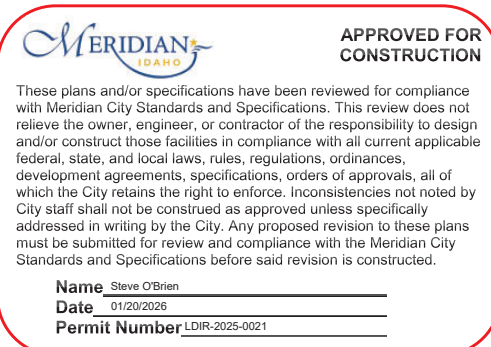 MERIDIAN
IDAHO
APPROVED FOR
CONSTRUCTION
These plans and/or specifications have been reviewed for compliance
with Meridian City Standards and Specifications. This review does not
relieve the owner, engineer, or contractor of the responsibility to design
and/or construct those facilities in compliance with all current applicable
federal, state, and local laws, rules, regulations, ordinances,
development agreements, specifications, orders of approvals, all of
which the City retains the right to enforce. Inconsistencies not noted by
City staff shall not be construed as approved unless specifically
addressed in writing by the City. Any proposed revision to these plans
must be submitted for review and compliance with the Meridian City
Standards and Specifications before said revision is constructed.
Name Steve O'Brien
Date 01/20/2026
Permit Number LDIR-2025-0021